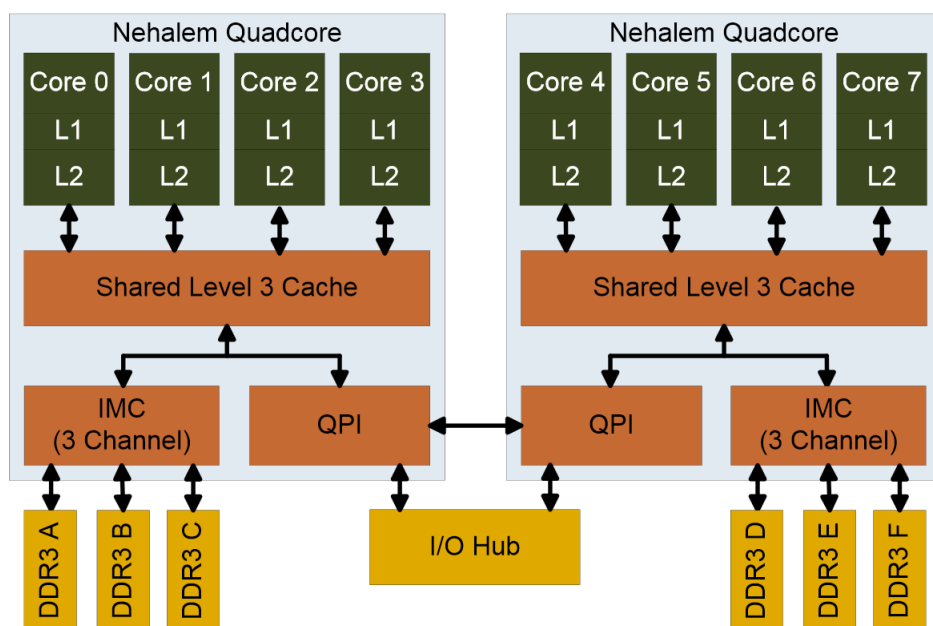 Nehalem Quadcore
Core 0 Core 1 Core 2 Core 3
L1 L1 L1 L1
L2 L2 L2 L2
Shared Level 3 Cache
IMC
(3 Channel)
QPI
DDR3 A
DDR3 B
DDR3 C
Nehalem Quadcore
Core 4 Core 5 Core 6 Core 7
L1 L1 L1 L1
L2 L2 L2 L2
Shared Level 3 Cache
QPI
IMC
(3 Channel)
I/O Hub
DDR3 D
DDR3 E
DDR3 F